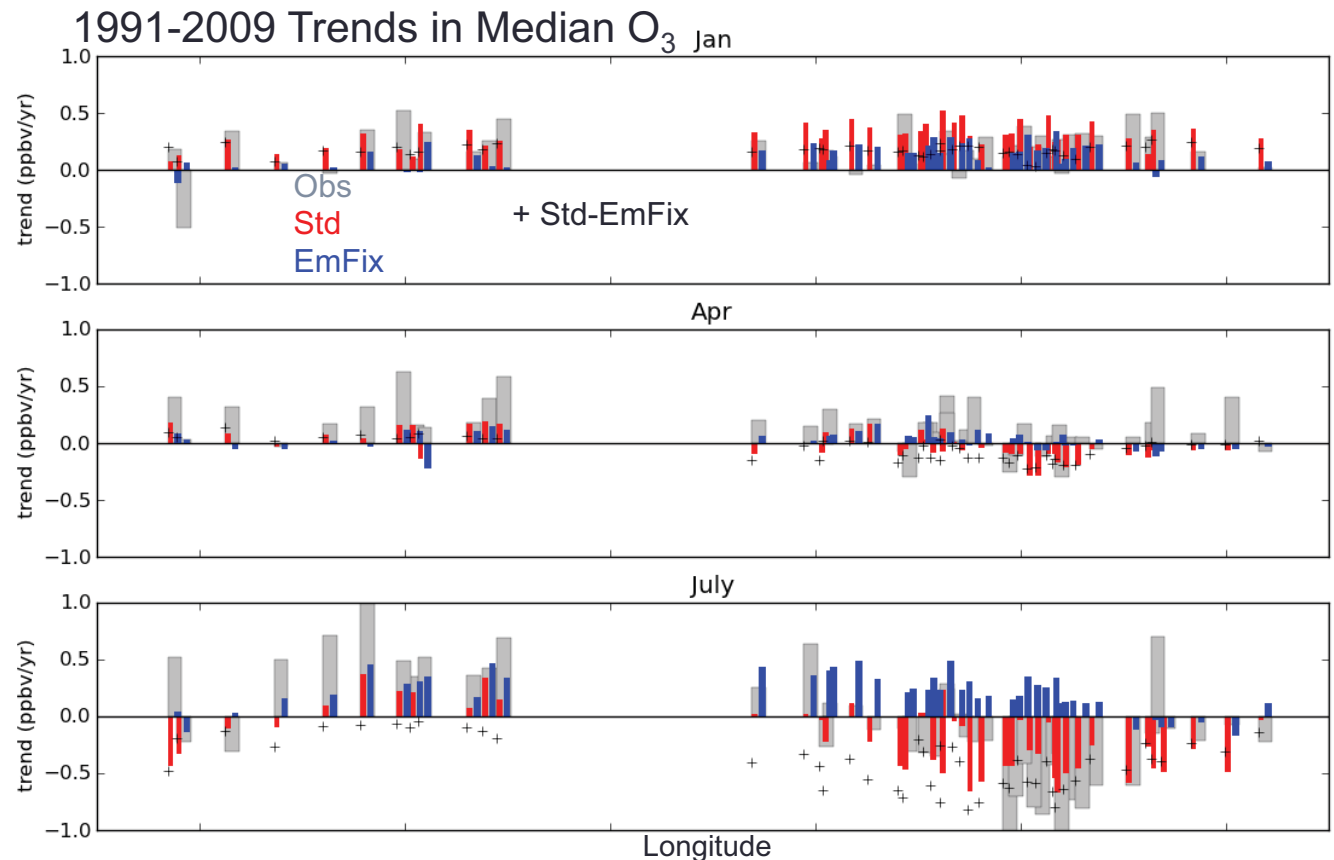 1991-2009 Trends in Median O₃ Jan
1.0
0.5
0.0
−0.5
−1.0
trend (ppbv/yr)
Obs
Std
EmFix
+ Std-EmFix
Apr
1.0
0.5
0.0
−0.5
−1.0
trend (ppbv/yr)
July
1.0
0.5
0.0
−0.5
−1.0
trend (ppbv/yr)
Longitude